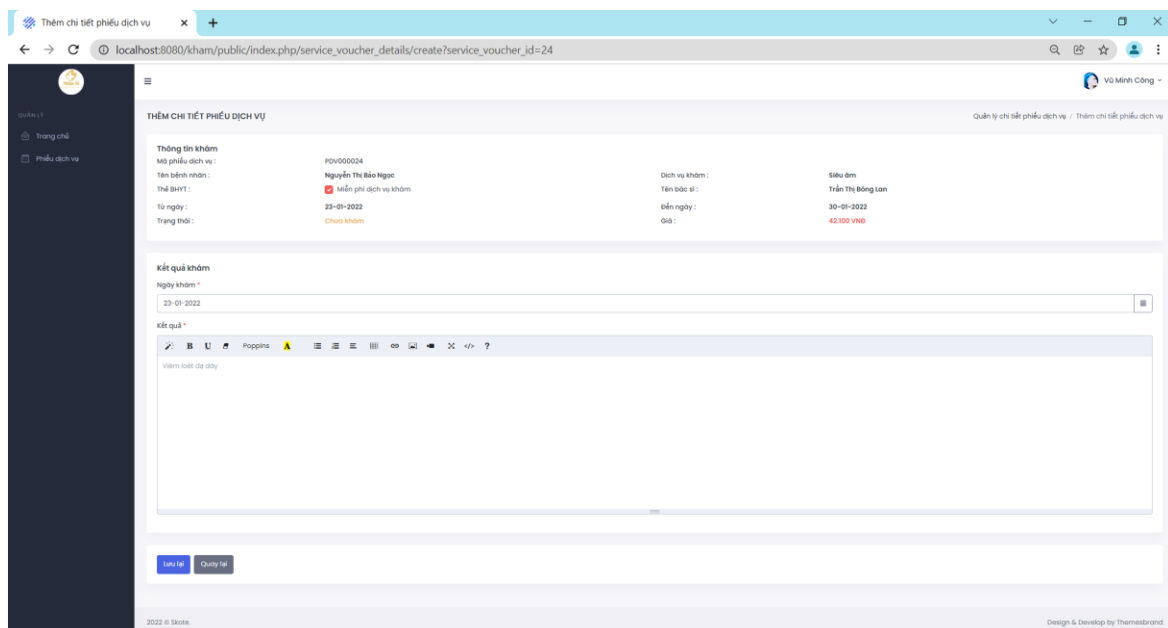 Thêm chi tiết phiếu dịch vụ
localhost:8080/kham/public/index.php/service_voucher_details/create?service_voucher_id=24
Vũ Minh Công
QUẢN LÝ
Trang chủ
Phiếu dịch vụ
THÊM CHI TIẾT PHIẾU DỊCH VỤ
Quản lý chi tiết phiếu dịch vụ / Thêm chi tiết phiếu dịch vụ
Thông tin khám
Mã phiếu dịch vụ : PDV000024
Tên bệnh nhân : Nguyễn Thị Bảo Ngọc Dịch vụ khám : Siêu âm
Thẻ BHYT : Miễn phí dịch vụ khám Tên bác sĩ : Trần Thị Bông Lan
Từ ngày : 23-01-2022 Đến ngày : 30-01-2022
Trạng thái : Chưa khám Giá : 42.100 VNĐ
Kết quả khám
Ngày khám *
23-01-2022
Kết quả *
B U Poppins A </> ?
Viêm loét dạ dày
Lưu lại Quay lại
2022 © Skote. Design & Develop by Themesbrand